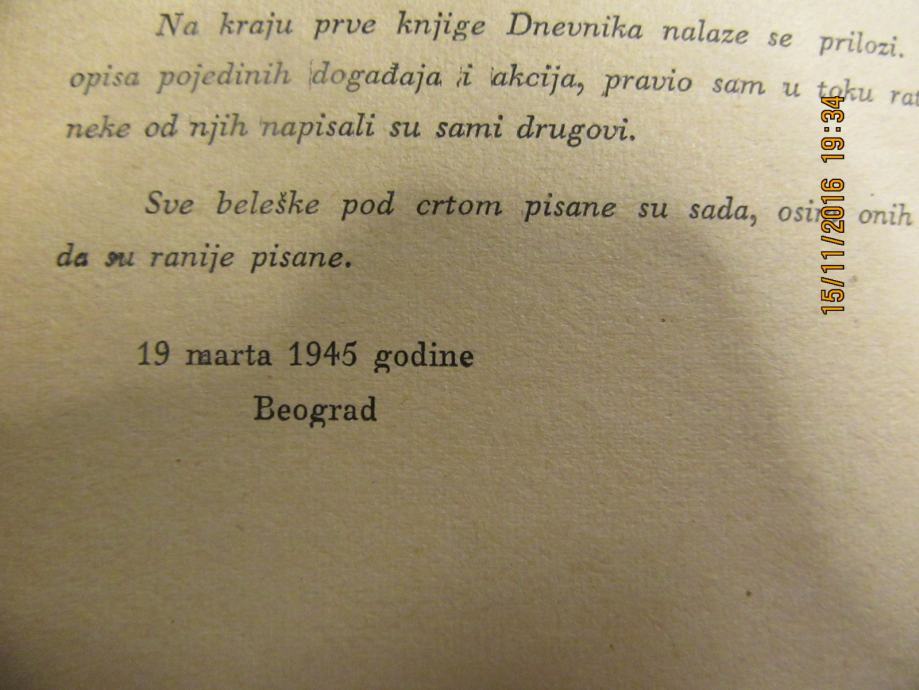 Na kraju prve knjige Dnevnika nalaze se prilozi.
opisa pojedinih događaja i akcija, pravio sam u toku rat
neke od njih napisali su sami drugovi.
Sve beleške pod crtom pisane su sada, osim onih
da su ranije pisane.
19 marta 1945 godine
Beograd
15/11/2016 19:34